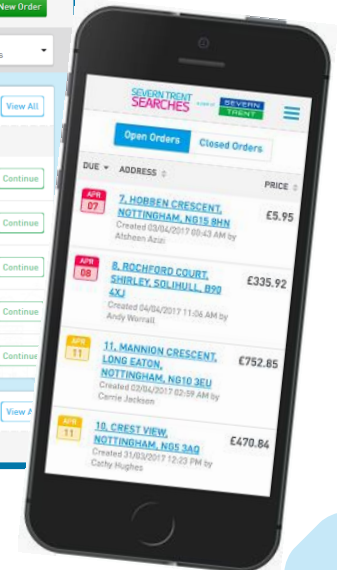 New Order
View All
Continue
Continue
Continue
Continue
Continue
View A
SEVERN TRENT
SEARCHES
SEVERN
TRENT
Open Orders
Closed Orders
DUE
ADDRESS
PRICE
APR
07
7, HOBBEN CRESCENT,
NOTTINGHAM, NG15 8HN
Created 03/04/2017 08:43 AM by
Afsheen Azizi
£5.95
APR
08
8, ROCHFORD COURT,
SHIRLEY, SOLIHULL, B90
4XJ
Created 04/04/2017 11:06 AM by
Andy Worrall
£335.92
APR
11
11, MANNION CRESCENT,
LONG EATON,
NOTTINGHAM, NG10 3EU
Created 02/04/2017 02:59 AM by
Carrie Jackson
£752.85
APR
11
10, CREST VIEW,
NOTTINGHAM, NG5 3AQ
Created 31/03/2017 12:23 PM by
Cathy Hughes
£470.84